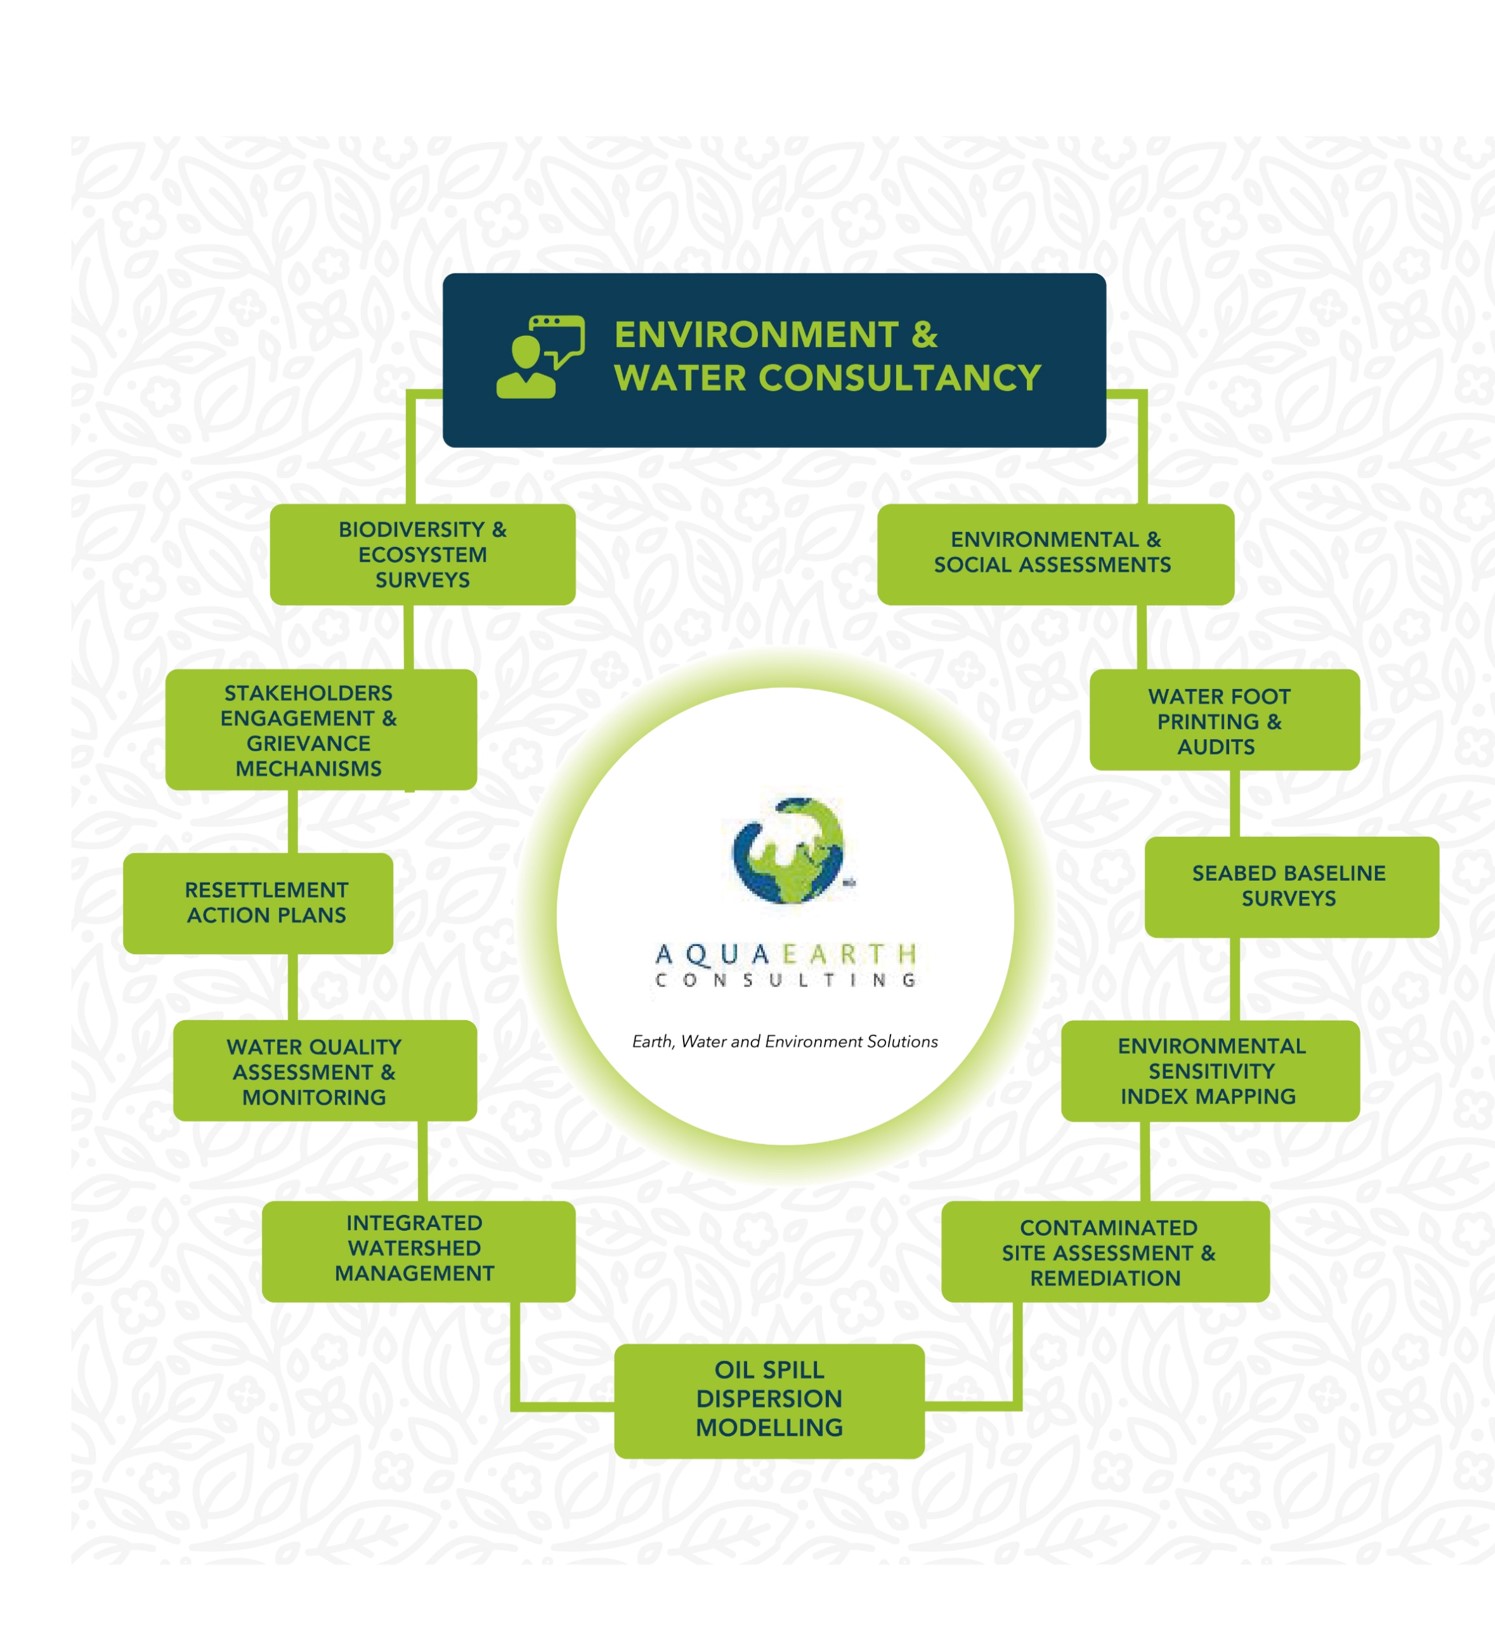 ENVIRONMENT &
WATER CONSULTANCY
BIODIVERSITY &
ECOSYSTEM
SURVEYS
ENVIRONMENTAL &
SOCIAL ASSESSMENTS
STAKEHOLDERS
ENGAGEMENT &
GRIEVANCE
MECHANISMS
WATER FOOT
PRINTING &
AUDITS
RESETTLEMENT
ACTION PLANS
SEABED BASELINE
SURVEYS
AQUAEARTH
CONSULTING
Earth, Water and Environment Solutions
WATER QUALITY
ASSESSMENT &
MONITORING
ENVIRONMENTAL
SENSITIVITY
INDEX MAPPING
INTEGRATED
WATERSHED
MANAGEMENT
CONTAMINATED
SITE ASSESSMENT &
REMEDIATION
OIL SPILL
DISPERSION
MODELLING